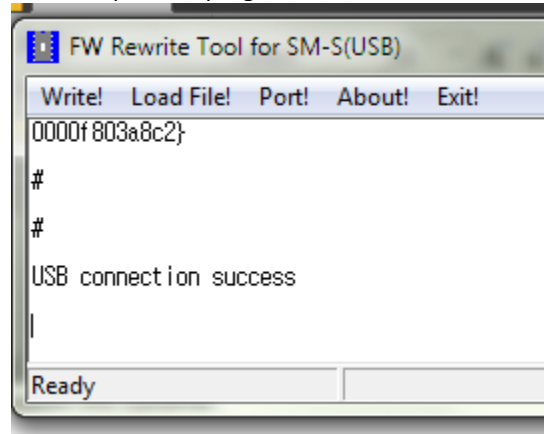 FW Rewrite Tool for SM-S(USB)
Write! Load File! Port! About! Exit!
0000f803a8c2}
#
#
USB connection success
Ready